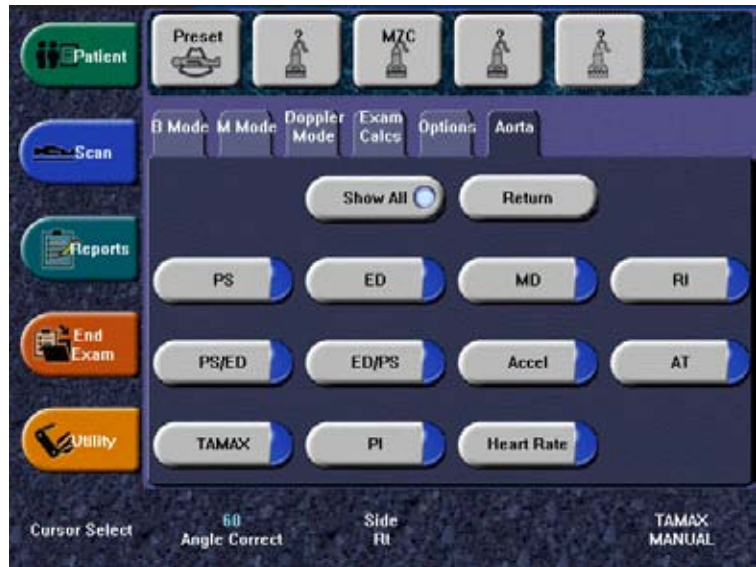 Patient
Preset
?
MZC
?
?
B Mode
M Mode
Doppler
Mode
Exam
Calcs
Options
Aorta
Scan
Show All
Return
Reports
PS
ED
MD
RI
End
Exam
PS/ED
ED/PS
Accel
AT
Utility
TAMAX
PI
Heart Rate
Cursor Select
60
Angle Correct
Side
Rt
TAMAX
MANUAL